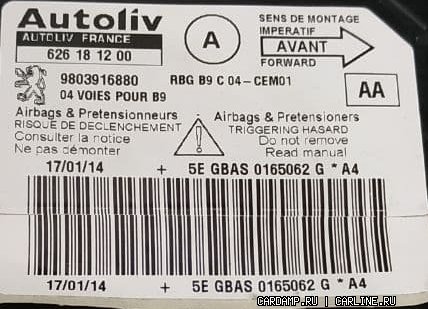 Autoliv
AUTOLIV FRANCE
626 18 12 00
A
SENS DE MONTAGE
IMPERATIF
AVANT
FORWARD
9803916880 RBG B9 C 04-CEM01
04 VOIES POUR B9
AA
Airbags & Pretensionneurs
RISQUE DE DECLENCHEMENT
Consulter la notice
Ne pas démonter
Airbags & Pretensioners
TRIGGERING HASARD
Do not remove
Read manual
17/01/14 + 5E GBAS 0165062 G * A4
17/01/14 + 5E GBAS 0165062 G * A4
CARDAMP.RU | CARLINE.RU